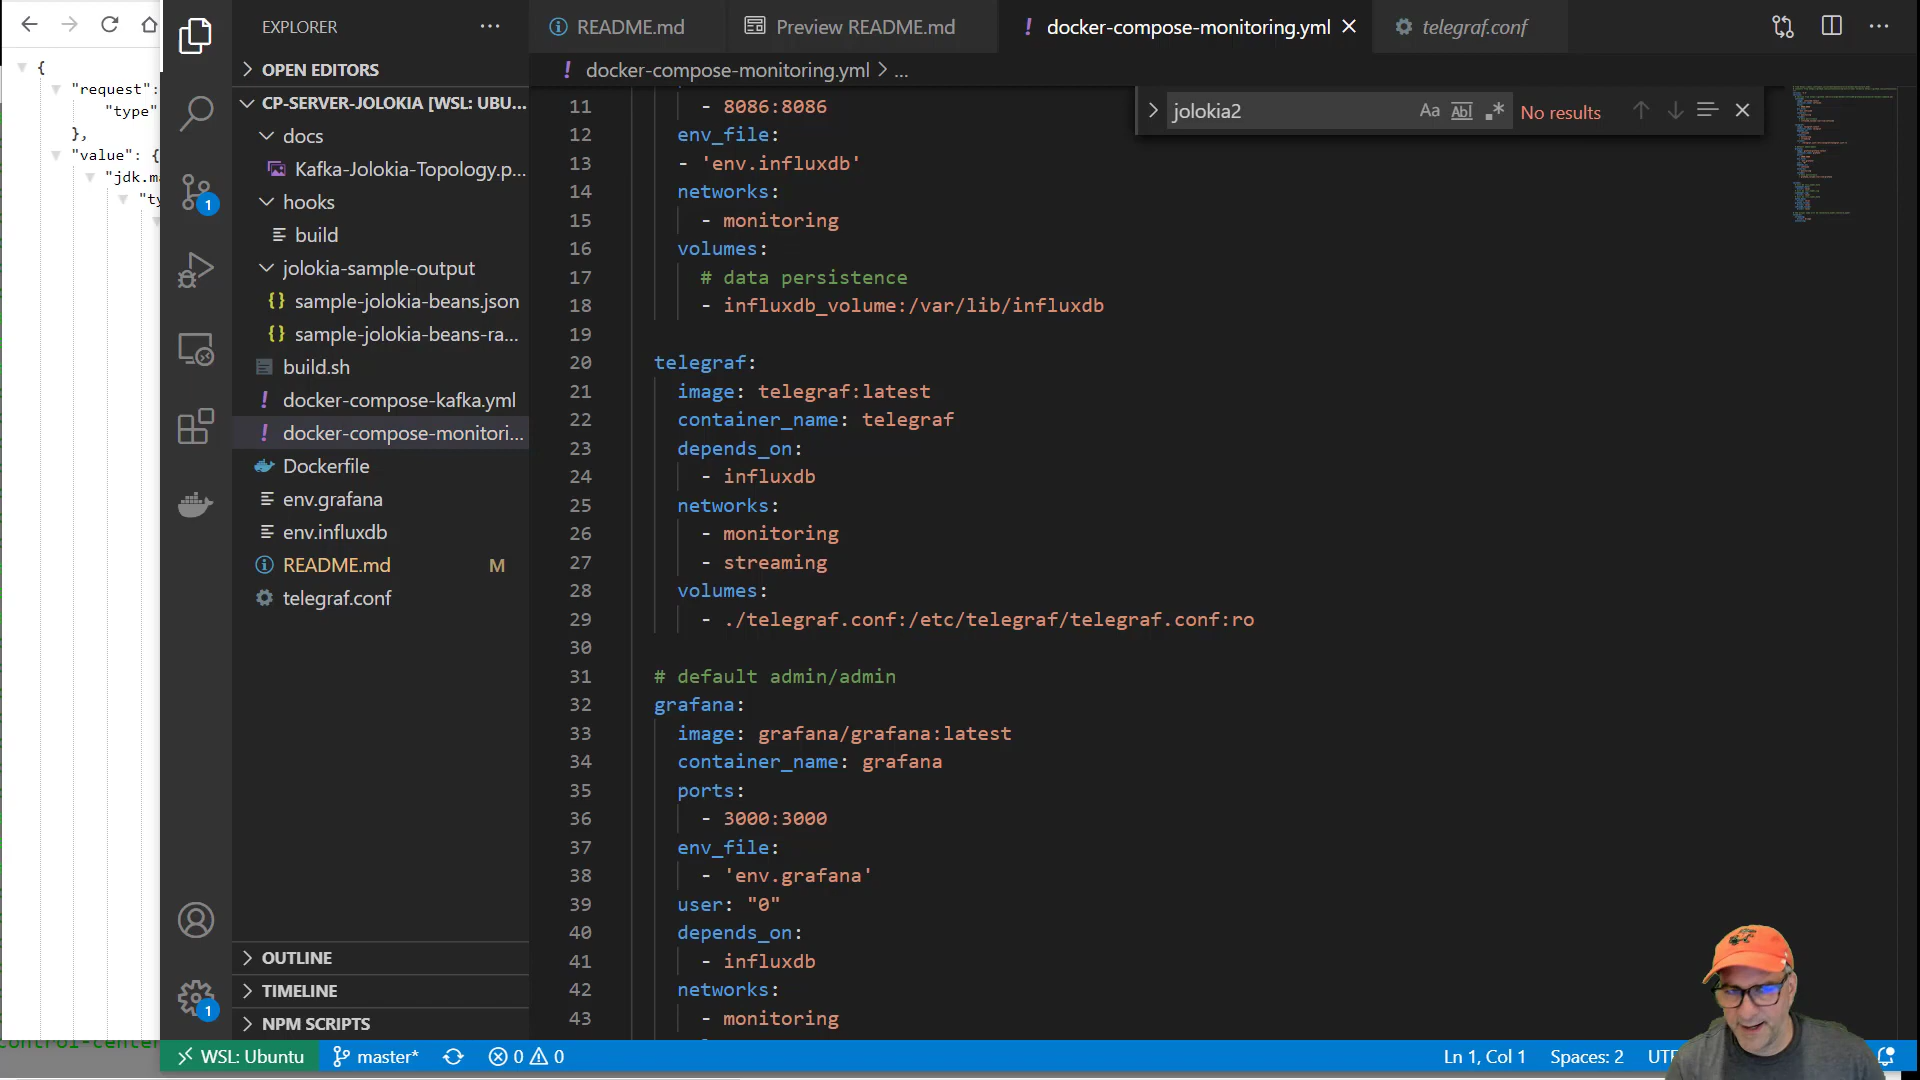 {
"request":
"type"
},
"value": {
"jdk.m
"ty
control-center
EXPLORER
OPEN EDITORS
CP-SERVER-JOLOKIA [WSL: UBU...
docs
Kafka-Jolokia-Topology.p...
hooks
build
jolokia-sample-output
sample-jolokia-beans.json
sample-jolokia-beans-ra...
build.sh
docker-compose-kafka.yml
docker-compose-monitori...
Dockerfile
env.grafana
env.influxdb
README.md M
telegraf.conf
OUTLINE
TIMELINE
NPM SCRIPTS
1
1
README.md
Preview README.md
docker-compose-monitoring.yml
telegraf.conf
docker-compose-monitoring.yml > ...
jolokia2 Aa Abl .* No results
11 - 8086:8086
12 env_file:
13 - 'env.influxdb'
14 networks:
15 - monitoring
16 volumes:
17 # data persistence
18 - influxdb_volume:/var/lib/influxdb
19
20 telegraf:
21 image: telegraf:latest
22 container_name: telegraf
23 depends_on:
24 - influxdb
25 networks:
26 - monitoring
27 - streaming
28 volumes:
29 - ./telegraf.conf:/etc/telegraf/telegraf.conf:ro
30
31 # default admin/admin
32 grafana:
33 image: grafana/grafana:latest
34 container_name: grafana
35 ports:
36 - 3000:3000
37 env_file:
38 - 'env.grafana'
39 user: "0"
40 depends_on:
41 - influxdb
42 networks:
43 - monitoring
WSL: Ubuntu master* 0 0 Ln 1, Col 1 Spaces: 2 UTF